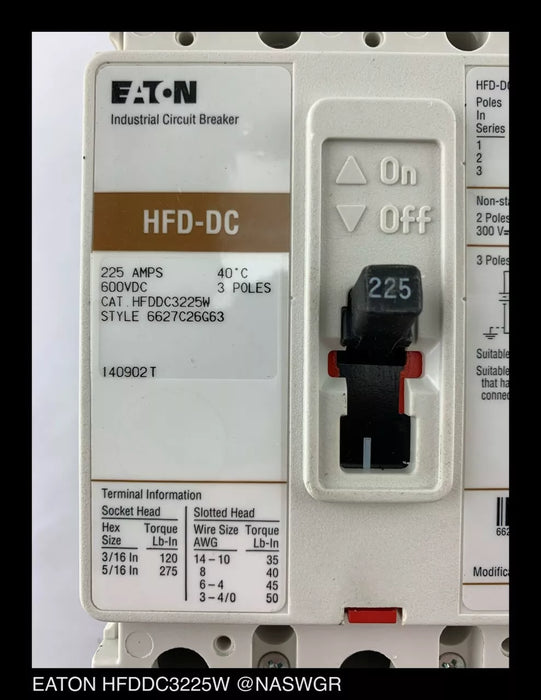 EATON
Industrial Circuit Breaker
HFD-DC
225 AMPS 40°C
600VDC 3 POLES
CAT.HFDDC3225W
STYLE 6627C26G63
140902T
Terminal Information
Socket Head Slotted Head
Hex Size Torque Lb-In Wire Size AWG Torque Lb-In
3/16 In 120 14 – 10 35
5/16 In 275 8 40
6 – 4 45
3 – 4/0 50
△ On
▽ Off
225
HFD-DC
Poles
In
Series
1
2
3
2 Poles
300 V=
3 Poles
Suitable
Suitable
that ha
EATON HFDDC3225W @NASWGR